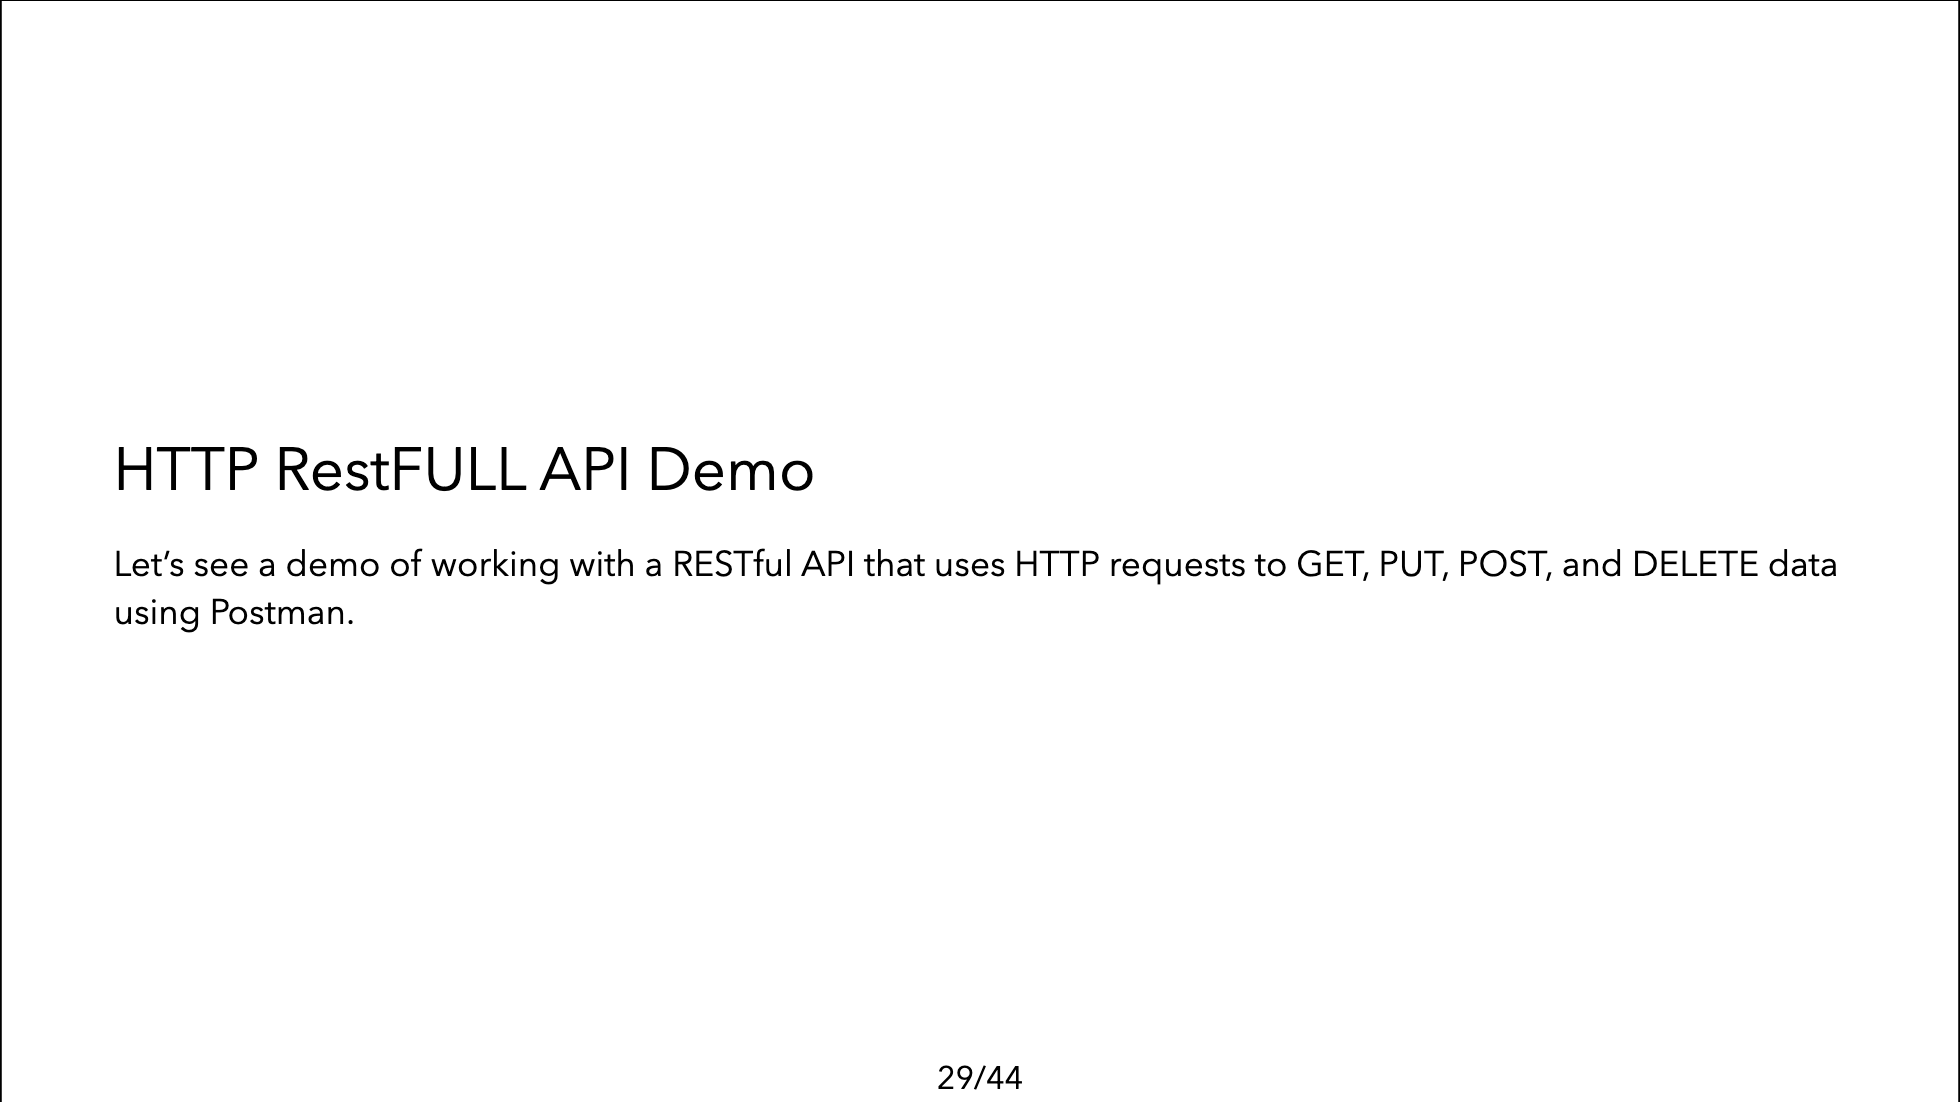 HTTP RestFULL API Demo
Let’s see a demo of working with a RESTful API that uses HTTP requests to GET, PUT, POST, and DELETE data
using Postman.
29/44